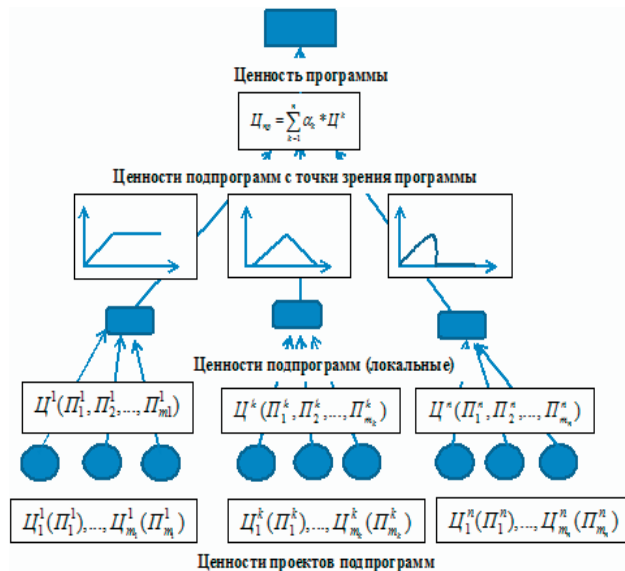 Ценность программы
Ц_пр = ∑_{k=1}^{n} α_k * Ц^k
Ценности подпрограмм с точки зрения программы
Ценности подпрограмм (локальные)
Ц^1(П_1^1, П_2^1, ..., П_{m1}^1) Ц^k(П_1^k, П_2^k, ..., П_{m_k}^k) Ц^n(П_1^n, П_2^n, ..., П_{m_n}^n)
Ц_1^1(П_1^1), ..., Ц_{m_1}^1(П_{m_1}^1) Ц_1^k(П_1^k), ..., Ц_{m_k}^k(П_{m_k}^k) Ц_1^n(П_1^n), ..., Ц_{m_n}^n(П_{m_n}^n)
Ценности проектов подпрограмм